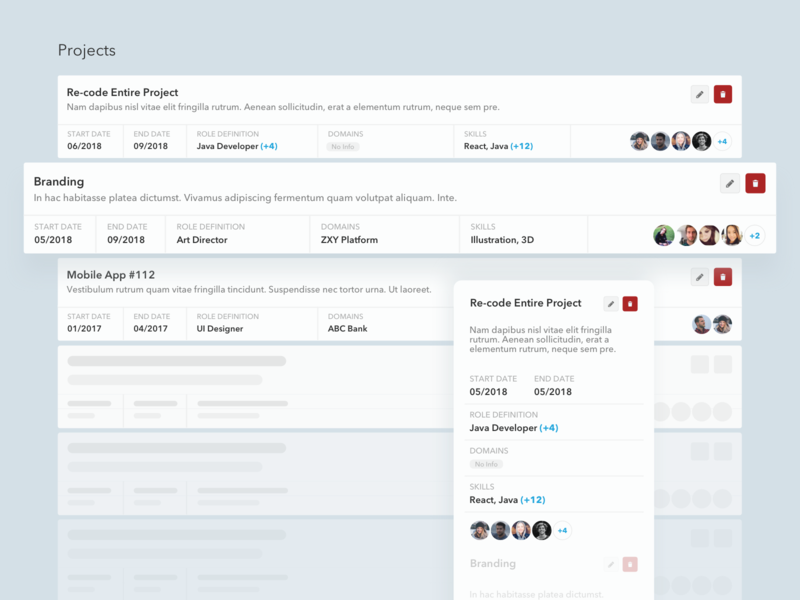 Projects
Re-code Entire Project
Nam dapibus nisl vitae elit fringilla rutrum. Aenean sollicitudin, erat a elementum rutrum, neque sem pre.
START DATE END DATE ROLE DEFINITION DOMAINS SKILLS
06/2018 09/2018 Java Developer (+4) No Info React, Java (+12) +4
Branding
In hac habitasse platea dictumst. Vivamus adipiscing fermentum quam volutpat aliquam. Inte.
START DATE END DATE ROLE DEFINITION DOMAINS SKILLS
05/2018 09/2018 Art Director ZXY Platform Illustration, 3D +2
Mobile App #112
Vestibulum rutrum quam vitae fringilla tincidunt. Suspendisse nec tortor urna. Ut laoreet.
START DATE END DATE ROLE DEFINITION DOMAINS
01/2017 04/2017 UI Designer ABC Bank
Re-code Entire Project
Nam dapibus nisl vitae elit fringilla
rutrum. Aenean sollicitudin, erat a
elementum rutrum, neque sem pre.
START DATE END DATE
05/2018 05/2018
ROLE DEFINITION
Java Developer (+4)
DOMAINS
No Info
SKILLS
React, Java (+12)
+4
Branding
In hac habitasse platea dictumst.